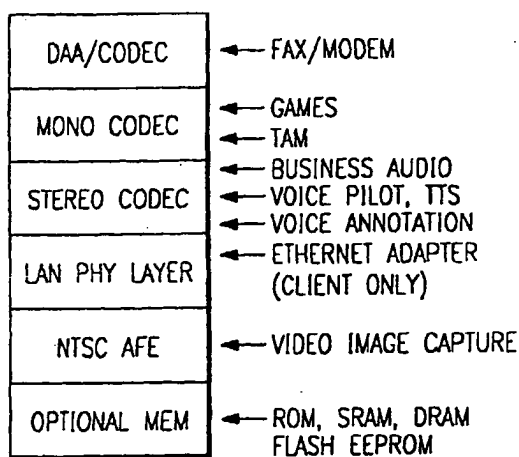 DAA/CODEC
FAX/MODEM
MONO CODEC
GAMES
TAM
STEREO CODEC
BUSINESS AUDIO
VOICE PILOT, TTS
VOICE ANNOTATION
LAN PHY LAYER
ETHERNET ADAPTER
(CLIENT ONLY)
NTSC AFE
VIDEO IMAGE CAPTURE
OPTIONAL MEM
ROM, SRAM, DRAM
FLASH EEPROM